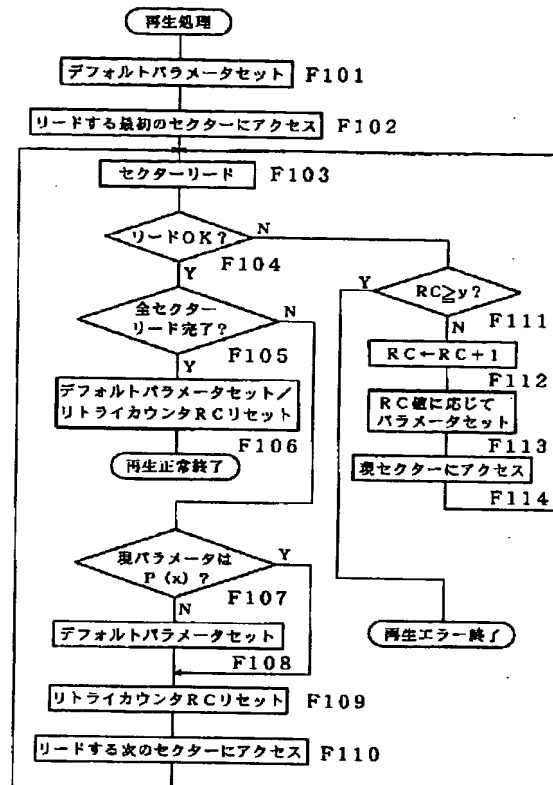 再生処理
デフォルトパラメータセット F101
リードする最初のセクターにアクセス F102
セクターリード F103
リードOK? N
F104
Y
全セクター N
リード完了?
F105
Y
デフォルトパラメータセット/
リトライカウンタRCリセット
F106
再生正常終了
Y RC≧y?
F111
N
RC←RC+1
F112
RC値に応じて
パラメータセット
F113
現セクターにアクセス
F114
現パラメータは Y
P(x)?
F107
N
デフォルトパラメータセット
F108
再生エラー終了
リトライカウンタRCリセット F109
リードする次のセクターにアクセス F110